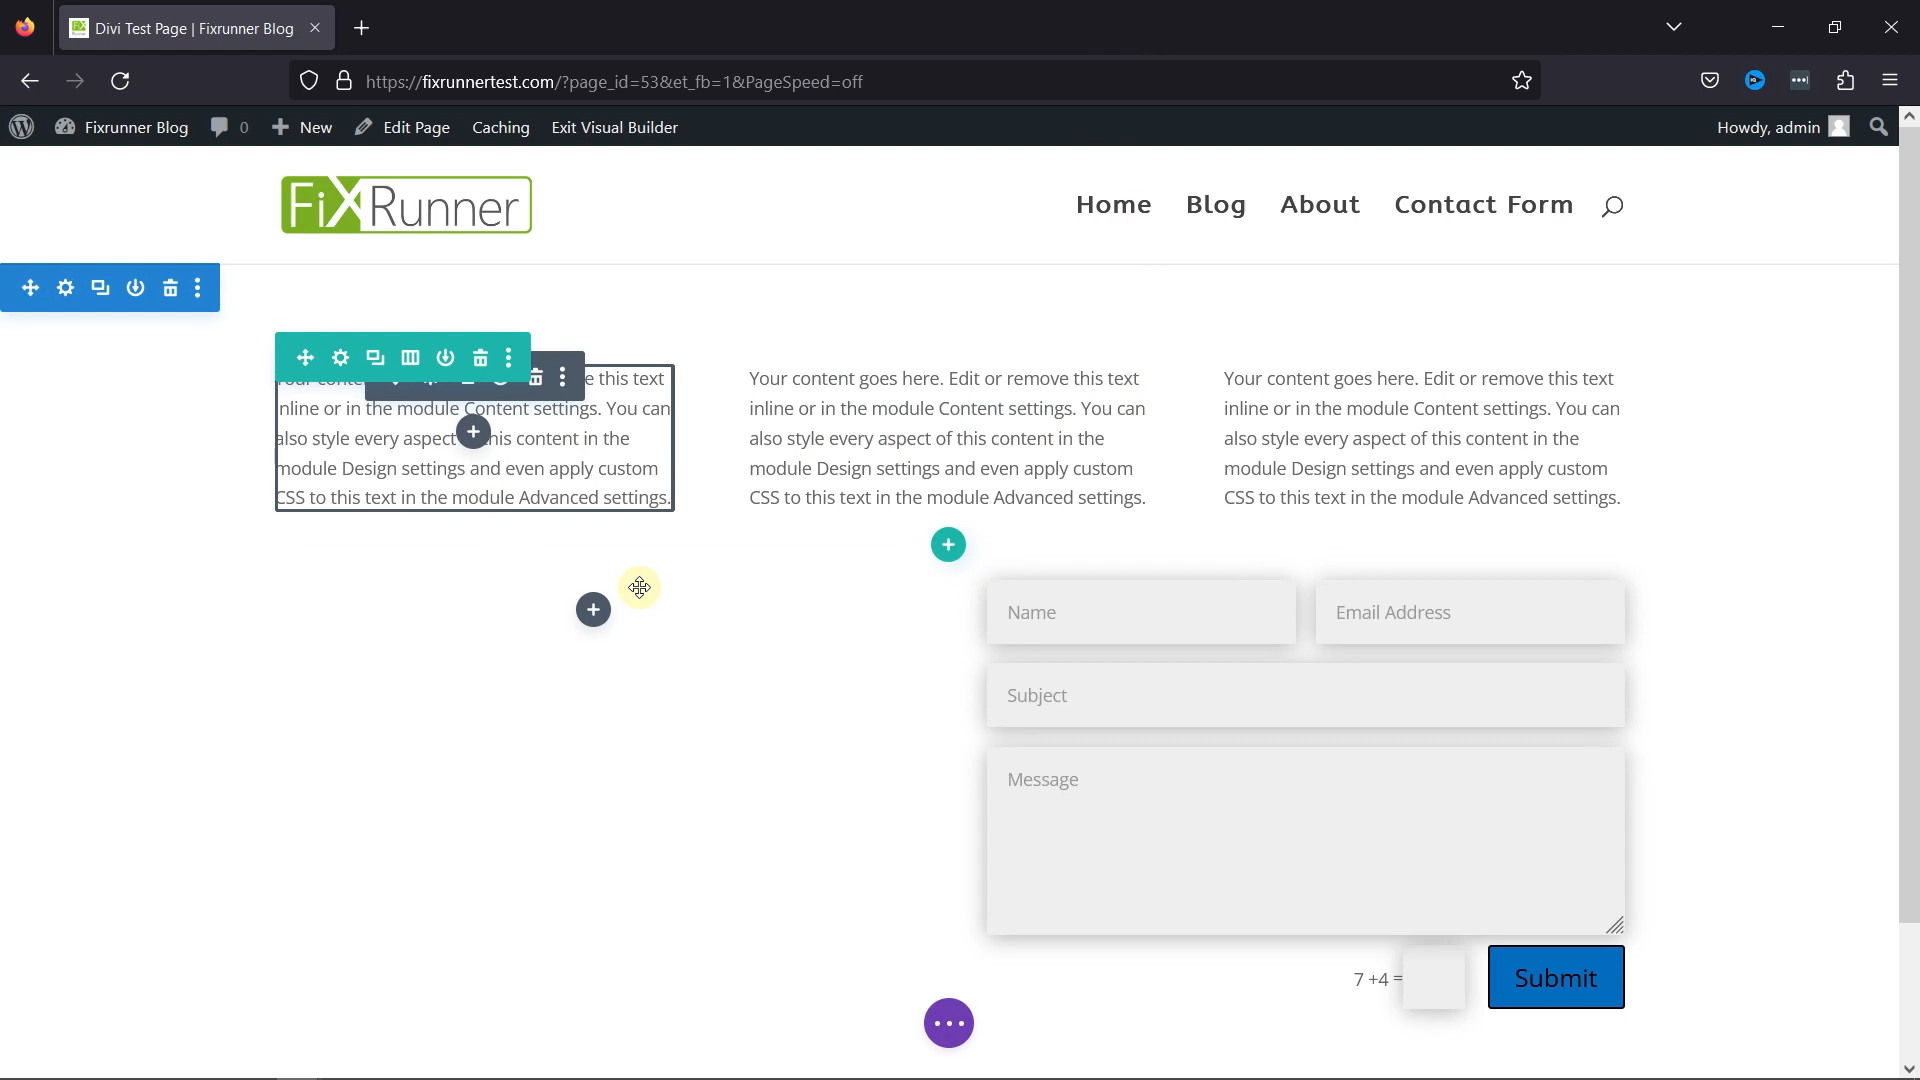 Divi Test Page | Fixrunner Blog
https://fixrunnertest.com/?page_id=53&et_fb=1&PageSpeed=off
Fixrunner Blog 0 New Edit Page Caching Exit Visual Builder Howdy, admin
FiXRunner
Home Blog About Contact Form
e this text
inline or in the module Content settings. You can
also style every aspect his content in the
module Design settings and even apply custom
CSS to this text in the module Advanced settings.
Your content goes here. Edit or remove this text
inline or in the module Content settings. You can
also style every aspect of this content in the
module Design settings and even apply custom
CSS to this text in the module Advanced settings.
Your content goes here. Edit or remove this text
inline or in the module Content settings. You can
also style every aspect of this content in the
module Design settings and even apply custom
CSS to this text in the module Advanced settings.
Name
Email Address
Subject
Message
7 +4 =
Submit